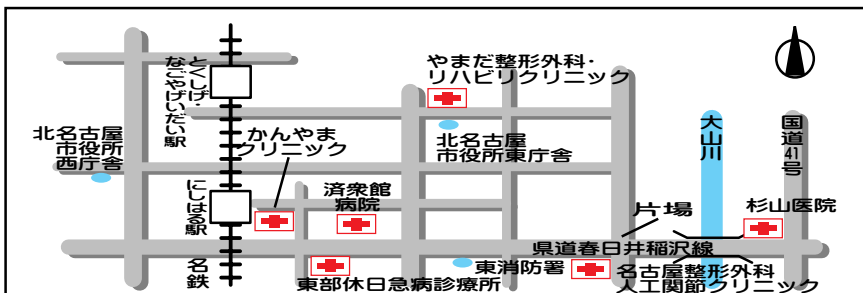 とくしげ・
なごやげいだい駅
やまだ整形外科・
リハビリクリニック
北名古屋
市役所
西庁舎
かんやま
クリニック
北名古屋
市役所東庁舎
大山川
国道41号
にしはる駅
済衆館
病院
片場
杉山医院
県道春日井稲沢線
名鉄
東部休日急病診療所
東消防署
名古屋整形外科
人工関節クリニック